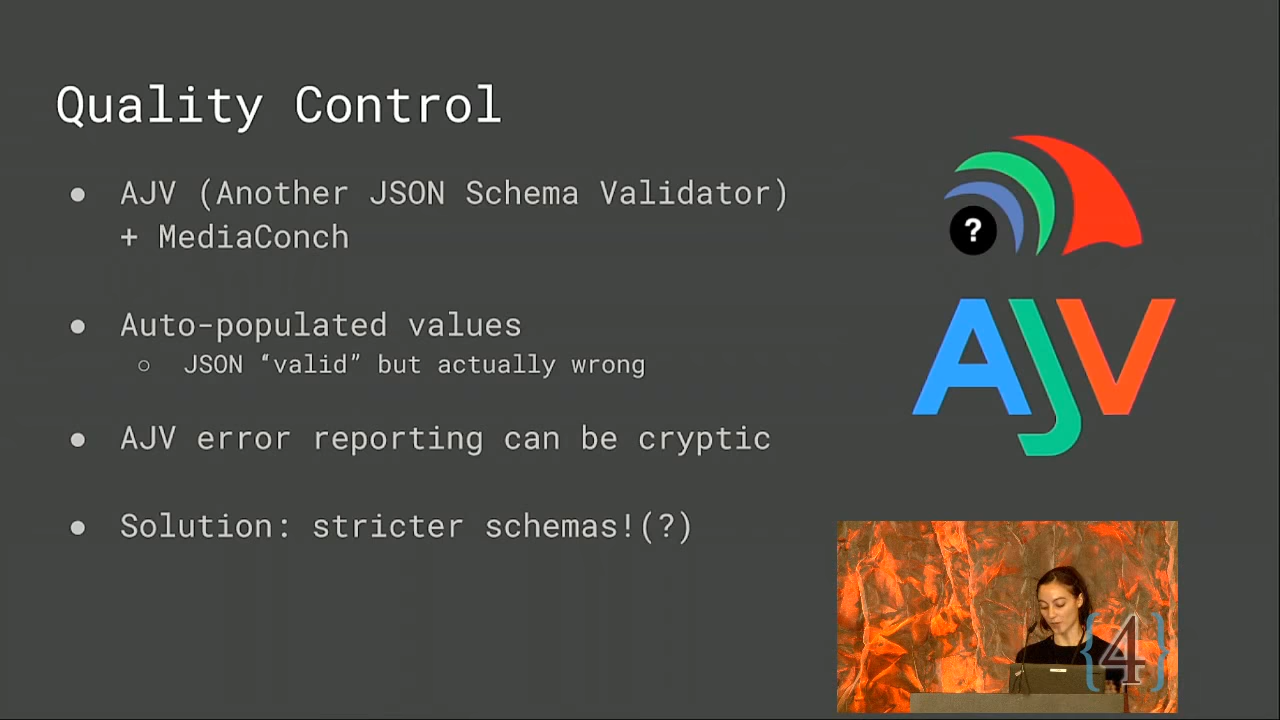 Quality Control
● AJV (Another JSON Schema Validator)
+ MediaConch
● Auto-populated values
○ JSON “valid” but actually wrong
● AJV error reporting can be cryptic
● Solution: stricter schemas!(?)
?
AJV
{4}